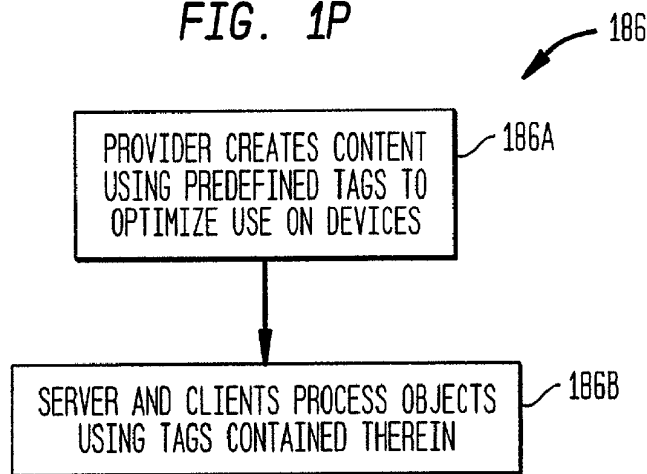 FIG. 1P
186
PROVIDER CREATES CONTENT
USING PREDEFINED TAGS TO
OPTIMIZE USE ON DEVICES
186A
SERVER AND CLIENTS PROCESS OBJECTS
USING TAGS CONTAINED THEREIN
186B